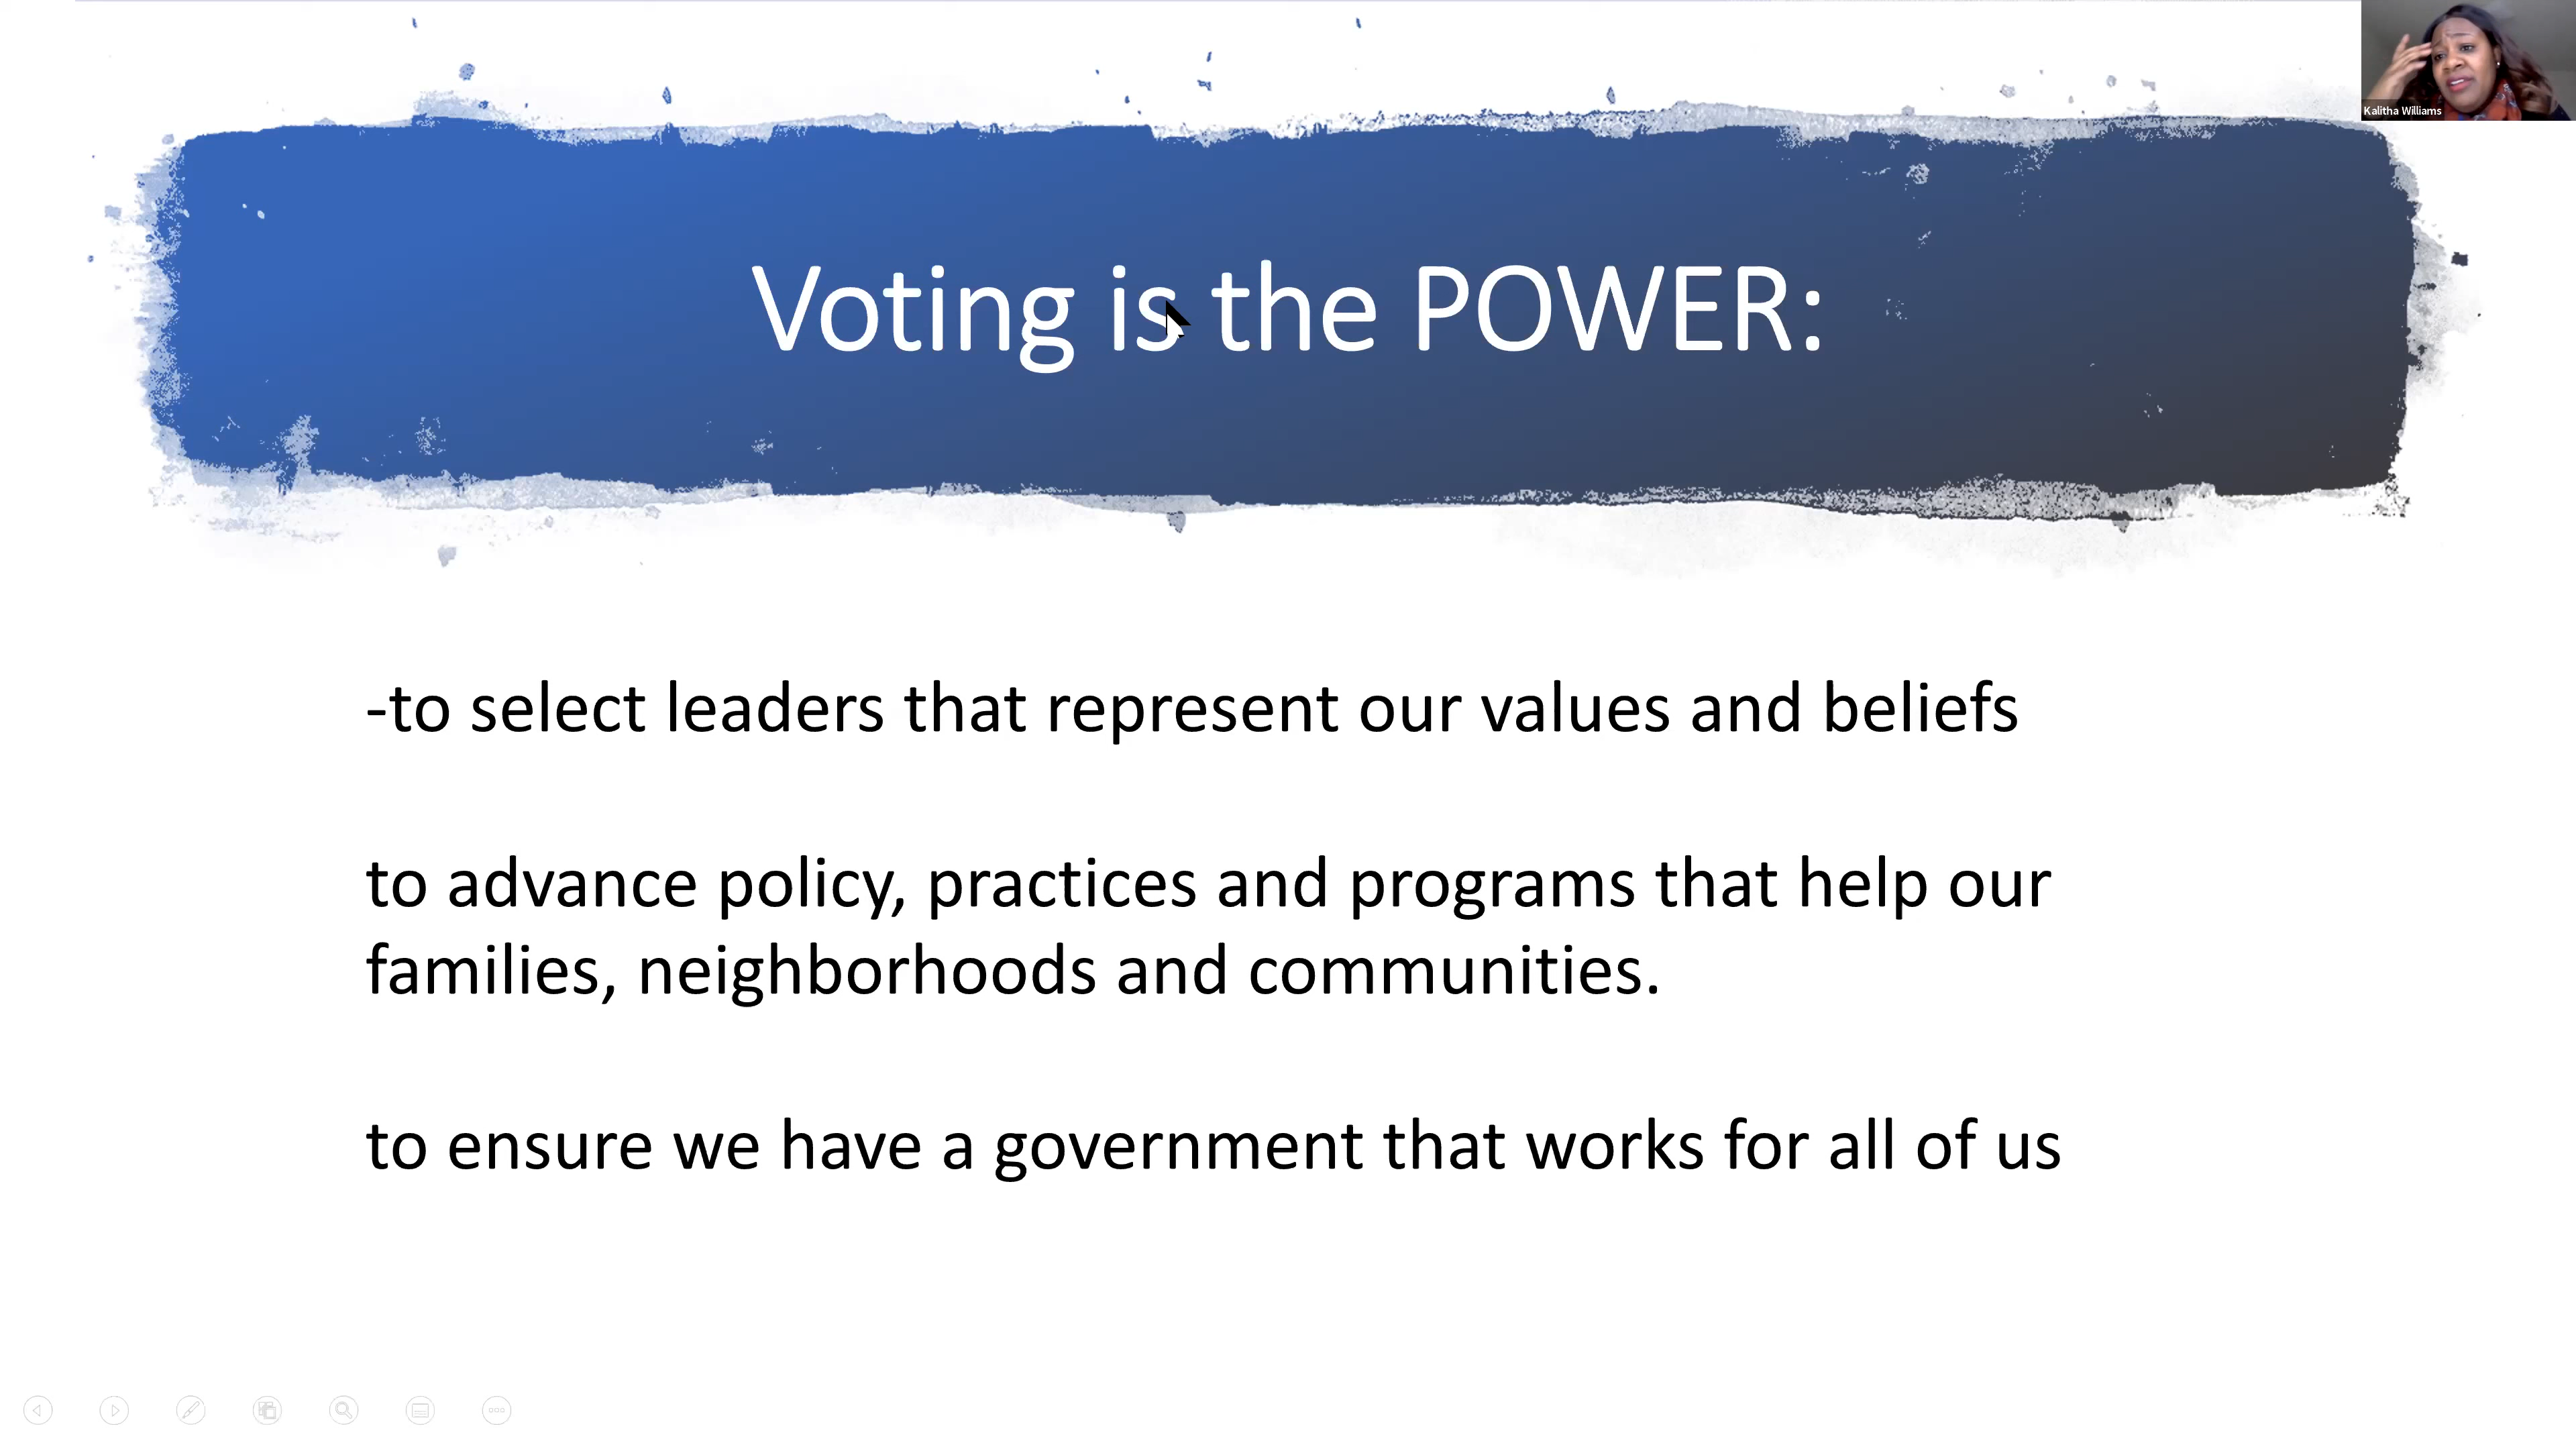 Kalitha Williams
Voting is the POWER:
-to select leaders that represent our values and beliefs
to advance policy, practices and programs that help our
families, neighborhoods and communities.
to ensure we have a government that works for all of us